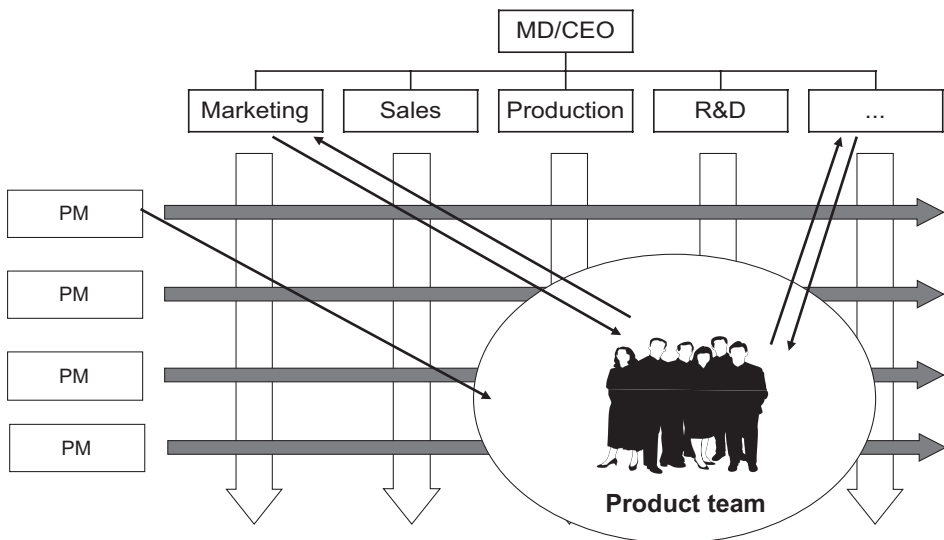 MD/CEO
Marketing
Sales
Production
R&D
...
PM
PM
PM
PM
Product team